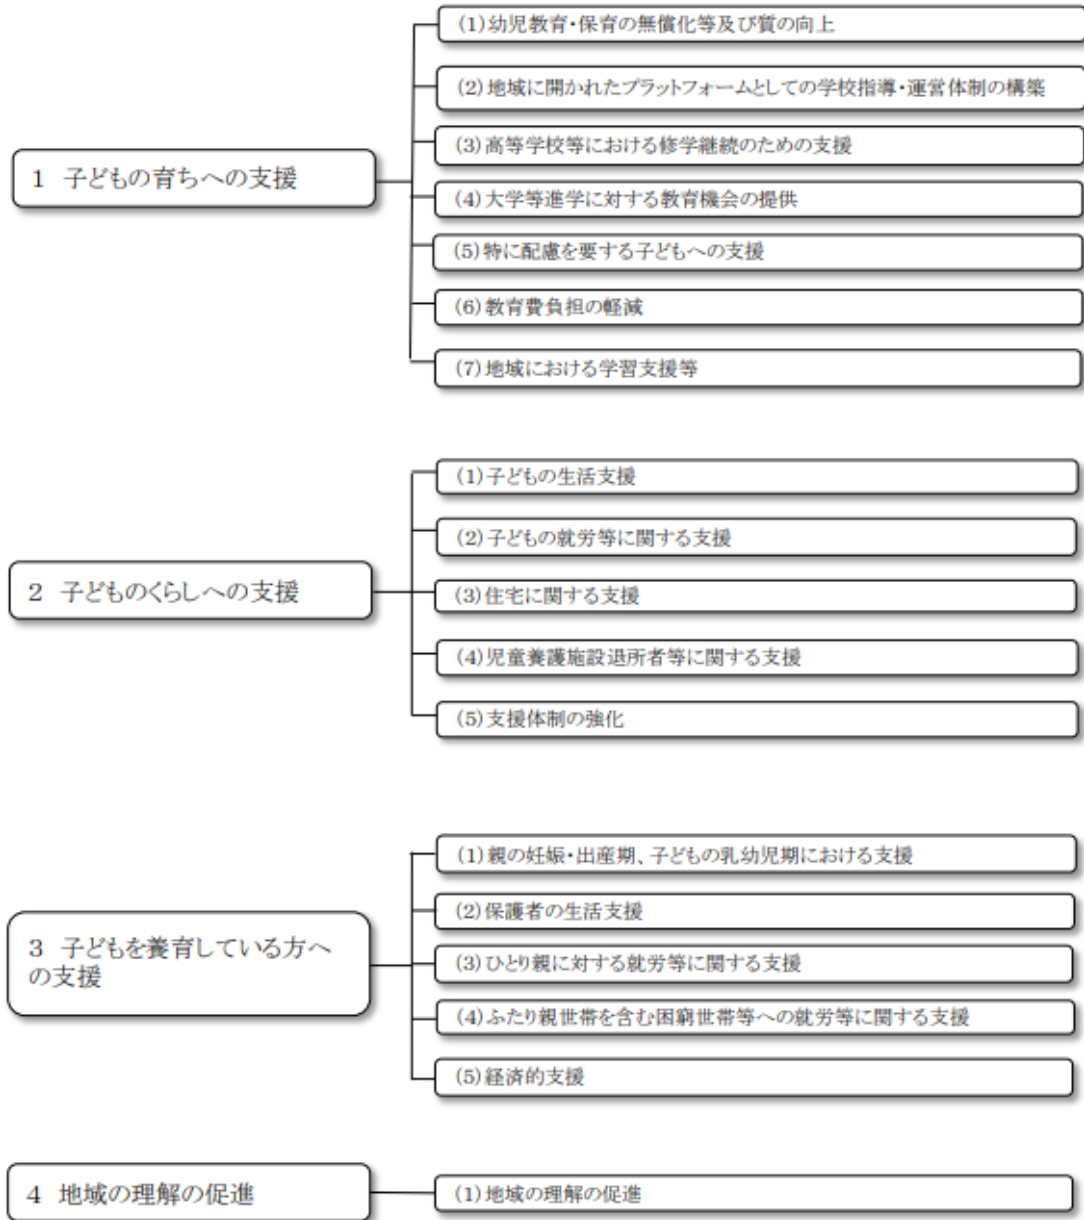 1 子どもの育ちへの支援
(1)幼児教育・保育の無償化等及び質の向上
(2)地域に開かれたプラットフォームとしての学校指導・運営体制の構築
(3)高等学校等における修学継続のための支援
(4)大学等進学に対する教育機会の提供
(5)特に配慮を要する子どもへの支援
(6)教育費負担の軽減
(7)地域における学習支援等
2 子どものくらしへの支援
(1)子どもの生活支援
(2)子どもの就労等に関する支援
(3)住宅に関する支援
(4)児童養護施設退所者等に関する支援
(5)支援体制の強化
3 子どもを養育している方へ
の支援
(1)親の妊娠・出産期、子どもの乳幼児期における支援
(2)保護者の生活支援
(3)ひとり親に対する就労等に関する支援
(4)ふたり親世帯を含む困窮世帯等への就労等に関する支援
(5)経済的支援
4 地域の理解の促進
(1)地域の理解の促進